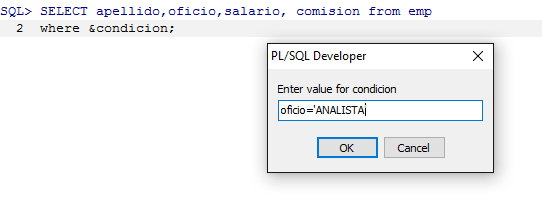 SQL> SELECT apellido,oficio,salario, comision from emp
2 where &condicion;
PL/SQL Developer
Enter value for condicion
oficio='ANALISTA
OK Cancel